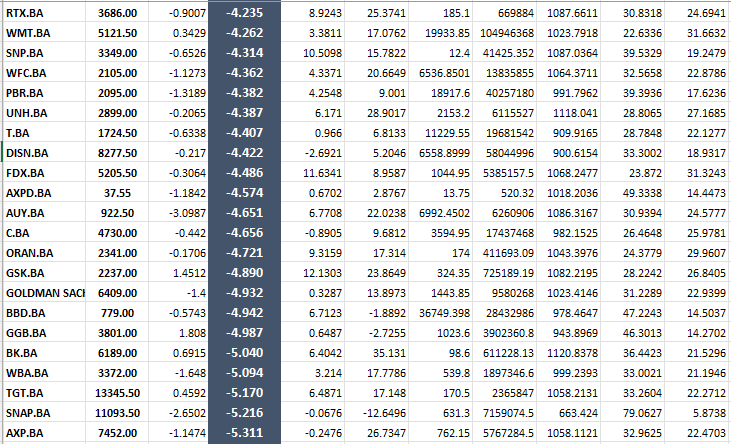 RTX.BA 3686.00 -0.9007 -4.235 8.9243 25.3741 185.1 669884 1087.6611 30.8318 24.6941
WMT.BA 5121.50 0.3429 -4.262 3.3811 17.0762 19933.85 104946368 1023.7918 22.6336 31.6632
SNP.BA 3349.00 -0.6526 -4.314 10.5098 15.7822 12.4 41425.352 1087.0364 39.5329 19.2479
WFC.BA 2105.00 -1.1273 -4.362 4.3371 20.6649 6536.8501 13835855 1064.3711 32.5658 22.8786
PBR.BA 2095.00 -1.3189 -4.382 4.2548 9.001 18917.6 40257180 991.7962 39.3936 17.6236
UNH.BA 2899.00 -0.2065 -4.387 6.171 28.9017 2153.2 6115527 1118.041 28.8065 27.1685
T.BA 1724.50 -0.6338 -4.407 0.966 6.8133 11229.55 19681542 909.9165 28.7848 22.1277
DISN.BA 8277.50 -0.217 -4.422 -2.6921 5.2046 6558.8999 58044996 900.6154 33.3002 18.9317
FDX.BA 5205.50 -0.3064 -4.486 11.6341 8.9587 1044.95 5385157.5 1068.2477 23.872 31.3243
AXPD.BA 37.55 -1.1842 -4.574 0.6702 2.8767 13.75 520.32 1018.2036 49.3338 14.4473
AUY.BA 922.50 -3.0987 -4.651 6.7708 22.0238 6992.4502 6260906 1086.3167 30.9394 24.5777
C.BA 4730.00 -0.442 -4.656 -0.8905 9.6812 3594.95 17437468 982.1525 26.4648 25.9781
ORAN.BA 2341.00 -0.1706 -4.721 9.3159 17.314 174 411693.09 1043.3976 24.3779 29.9607
GSK.BA 2237.00 1.4512 -4.890 12.1303 23.8649 324.35 725189.19 1082.2195 28.2242 26.8405
GOLDMAN SACI 6409.00 -1.4 -4.932 0.3287 13.8973 1443.85 9580268 1023.4146 31.2289 22.9399
BBD.BA 779.00 -0.5743 -4.942 6.7123 -1.8892 36749.398 28432986 978.4647 47.2243 14.5037
GGB.BA 3801.00 1.808 -4.987 0.6487 -2.7255 1023.6 3902360.8 943.8969 46.3013 14.2702
BK.BA 6189.00 0.6915 -5.040 6.4042 35.131 98.6 611228.13 1120.8378 36.4423 21.5296
WBA.BA 3372.00 -1.648 -5.094 3.214 17.7786 539.8 1897346.6 999.2393 33.0021 21.1946
TGT.BA 13345.50 0.4592 -5.170 6.4871 17.148 170.5 2365847 1058.2131 33.2604 22.2712
SNAP.BA 11093.50 -2.6502 -5.216 -0.0676 -12.6496 631.3 7159074.5 663.424 79.0627 5.8738
AXP.BA 7452.00 -1.1474 -5.311 -0.2476 26.7347 762.15 5767284.5 1058.1121 32.9625 22.4703